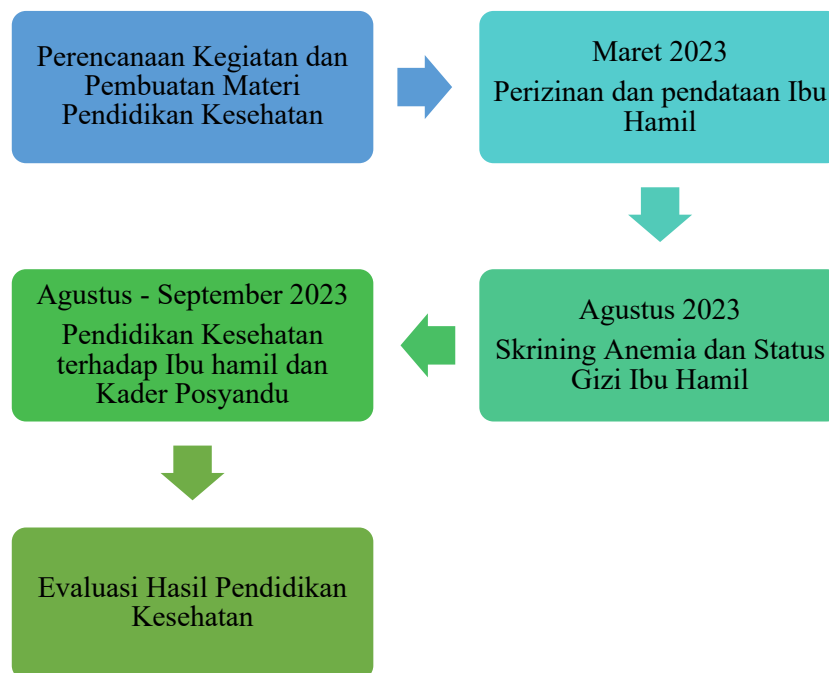 Perencanaan Kegiatan dan
Pembuatan Materi
Pendidikan Kesehatan
Maret 2023
Perizinan dan pendataan Ibu
Hamil
Agustus 2023
Skrining Anemia dan Status
Gizi Ibu Hamil
Agustus - September 2023
Pendidikan Kesehatan
terhadap Ibu hamil dan
Kader Posyandu
Evaluasi Hasil Pendidikan
Kesehatan